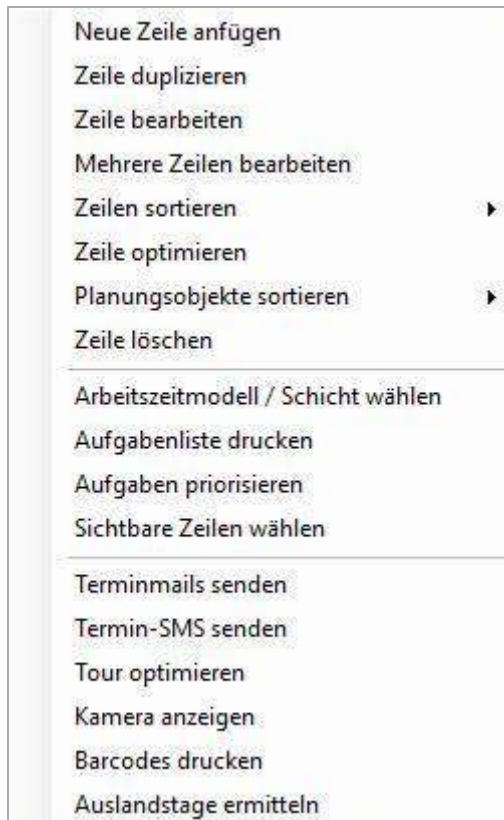 Neue Zeile anfügen
Zeile duplizieren
Zeile bearbeiten
Mehrere Zeilen bearbeiten
Zeilen sortieren
Zeile optimieren
Planungsobjekte sortieren
Zeile löschen
Arbeitszeitmodell / Schicht wählen
Aufgabenliste drucken
Aufgaben priorisieren
Sichtbare Zeilen wählen
Terminmails senden
Termin-SMS senden
Tour optimieren
Kamera anzeigen
Barcodes drucken
Auslandstage ermitteln